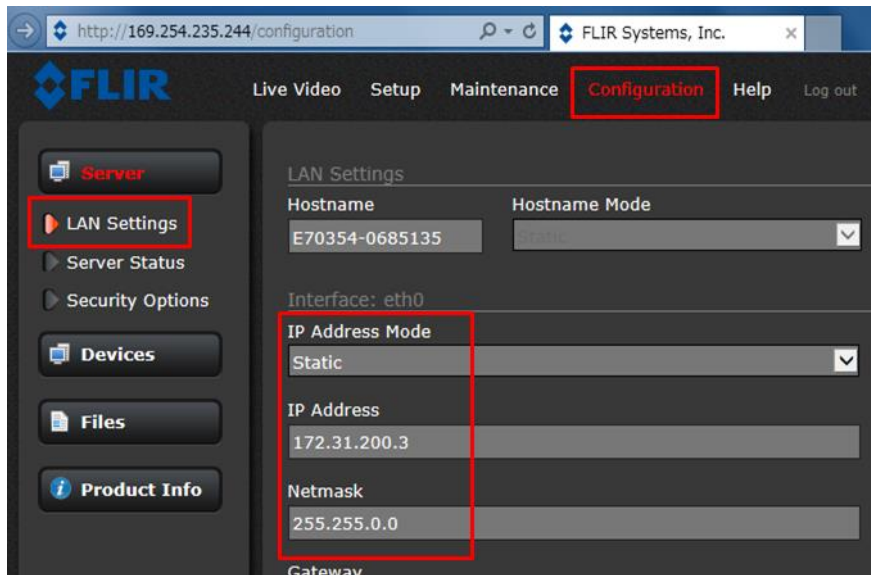 http://169.254.235.244/configuration
FLIR Systems, Inc.
FLIR
Live Video Setup Maintenance Configuration Help Log out
Server
LAN Settings
Server Status
Security Options
Devices
Files
Product Info
LAN Settings
Hostname Hostname Mode
E70354-0685135 Static
Interface: eth0
IP Address Mode
Static
IP Address
172.31.200.3
Netmask
255.255.0.0
Gateway